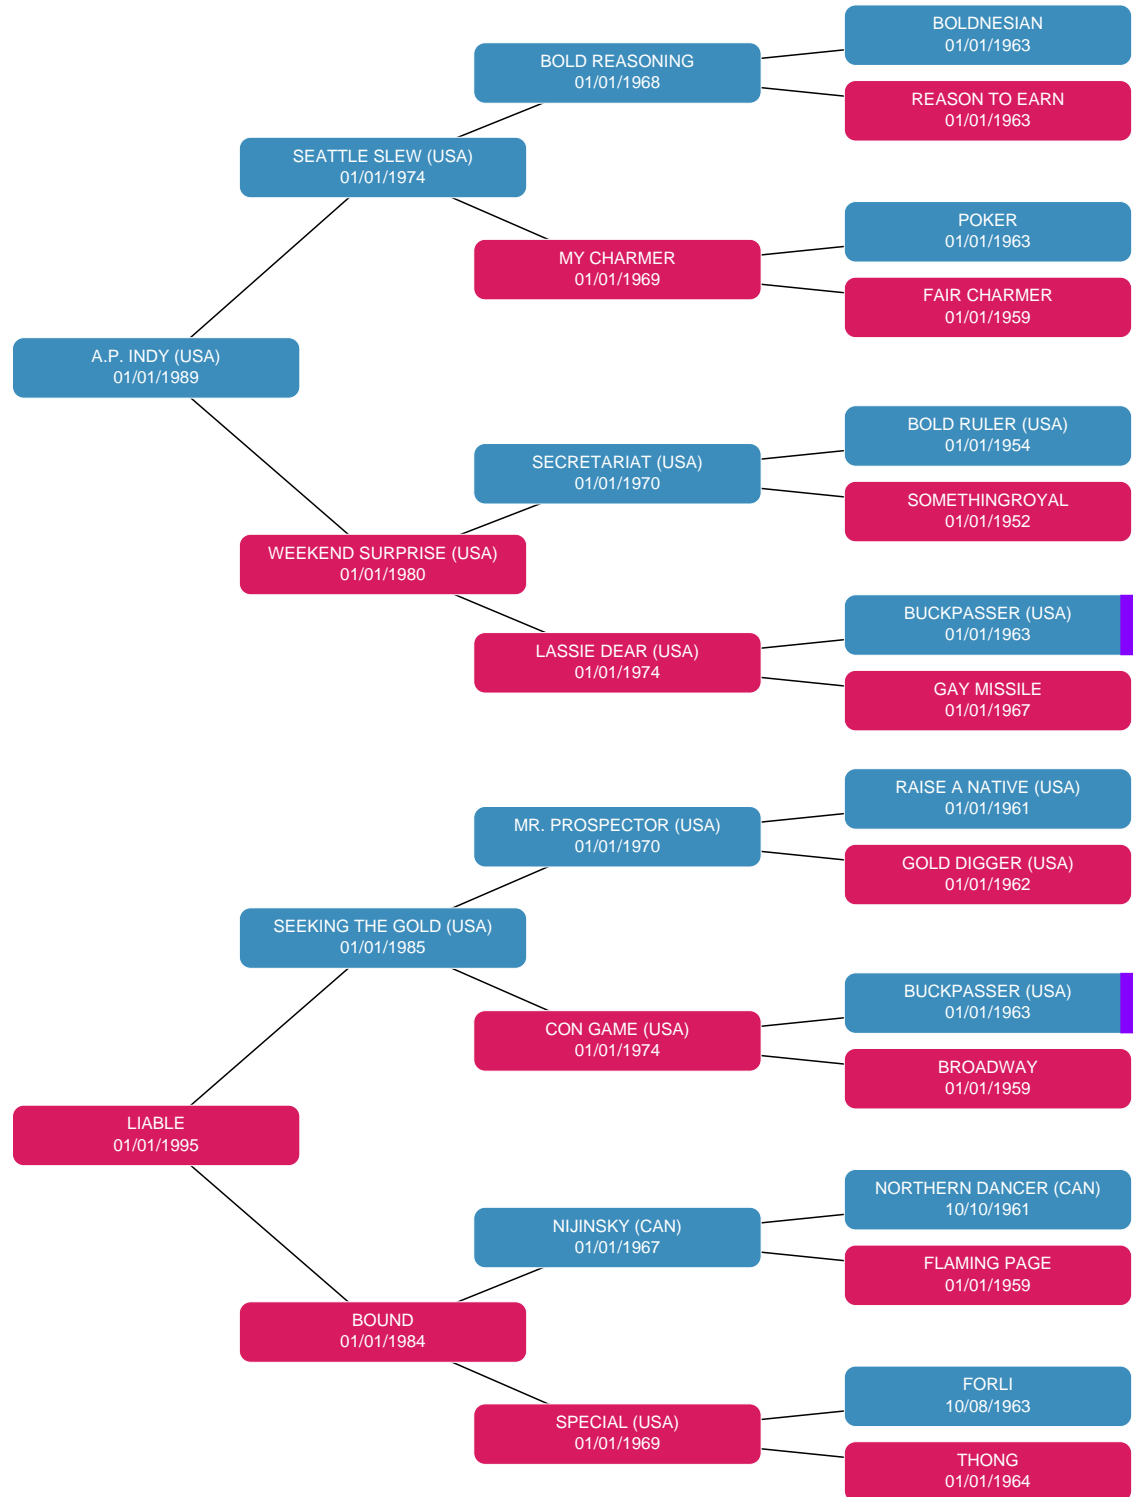 BOLDNESIAN
01/01/1963
BOLD REASONING
01/01/1968
REASON TO EARN
01/01/1963
SEATTLE SLEW (USA)
01/01/1974
POKER
01/01/1963
MY CHARMER
01/01/1969
FAIR CHARMER
01/01/1959
A.P. INDY (USA)
01/01/1989
BOLD RULER (USA)
01/01/1954
SECRETARIAT (USA)
01/01/1970
SOMETHINGROYAL
01/01/1952
WEEKEND SURPRISE (USA)
01/01/1980
BUCKPASSER (USA)
01/01/1963
LASSIE DEAR (USA)
01/01/1974
GAY MISSILE
01/01/1967
RAISE A NATIVE (USA)
01/01/1961
MR. PROSPECTOR (USA)
01/01/1970
GOLD DIGGER (USA)
01/01/1962
SEEKING THE GOLD (USA)
01/01/1985
BUCKPASSER (USA)
01/01/1963
CON GAME (USA)
01/01/1974
BROADWAY
01/01/1959
LIABLE
01/01/1995
NORTHERN DANCER (CAN)
10/10/1961
NIJINSKY (CAN)
01/01/1967
FLAMING PAGE
01/01/1959
BOUND
01/01/1984
FORLI
10/08/1963
SPECIAL (USA)
01/01/1969
THONG
01/01/1964